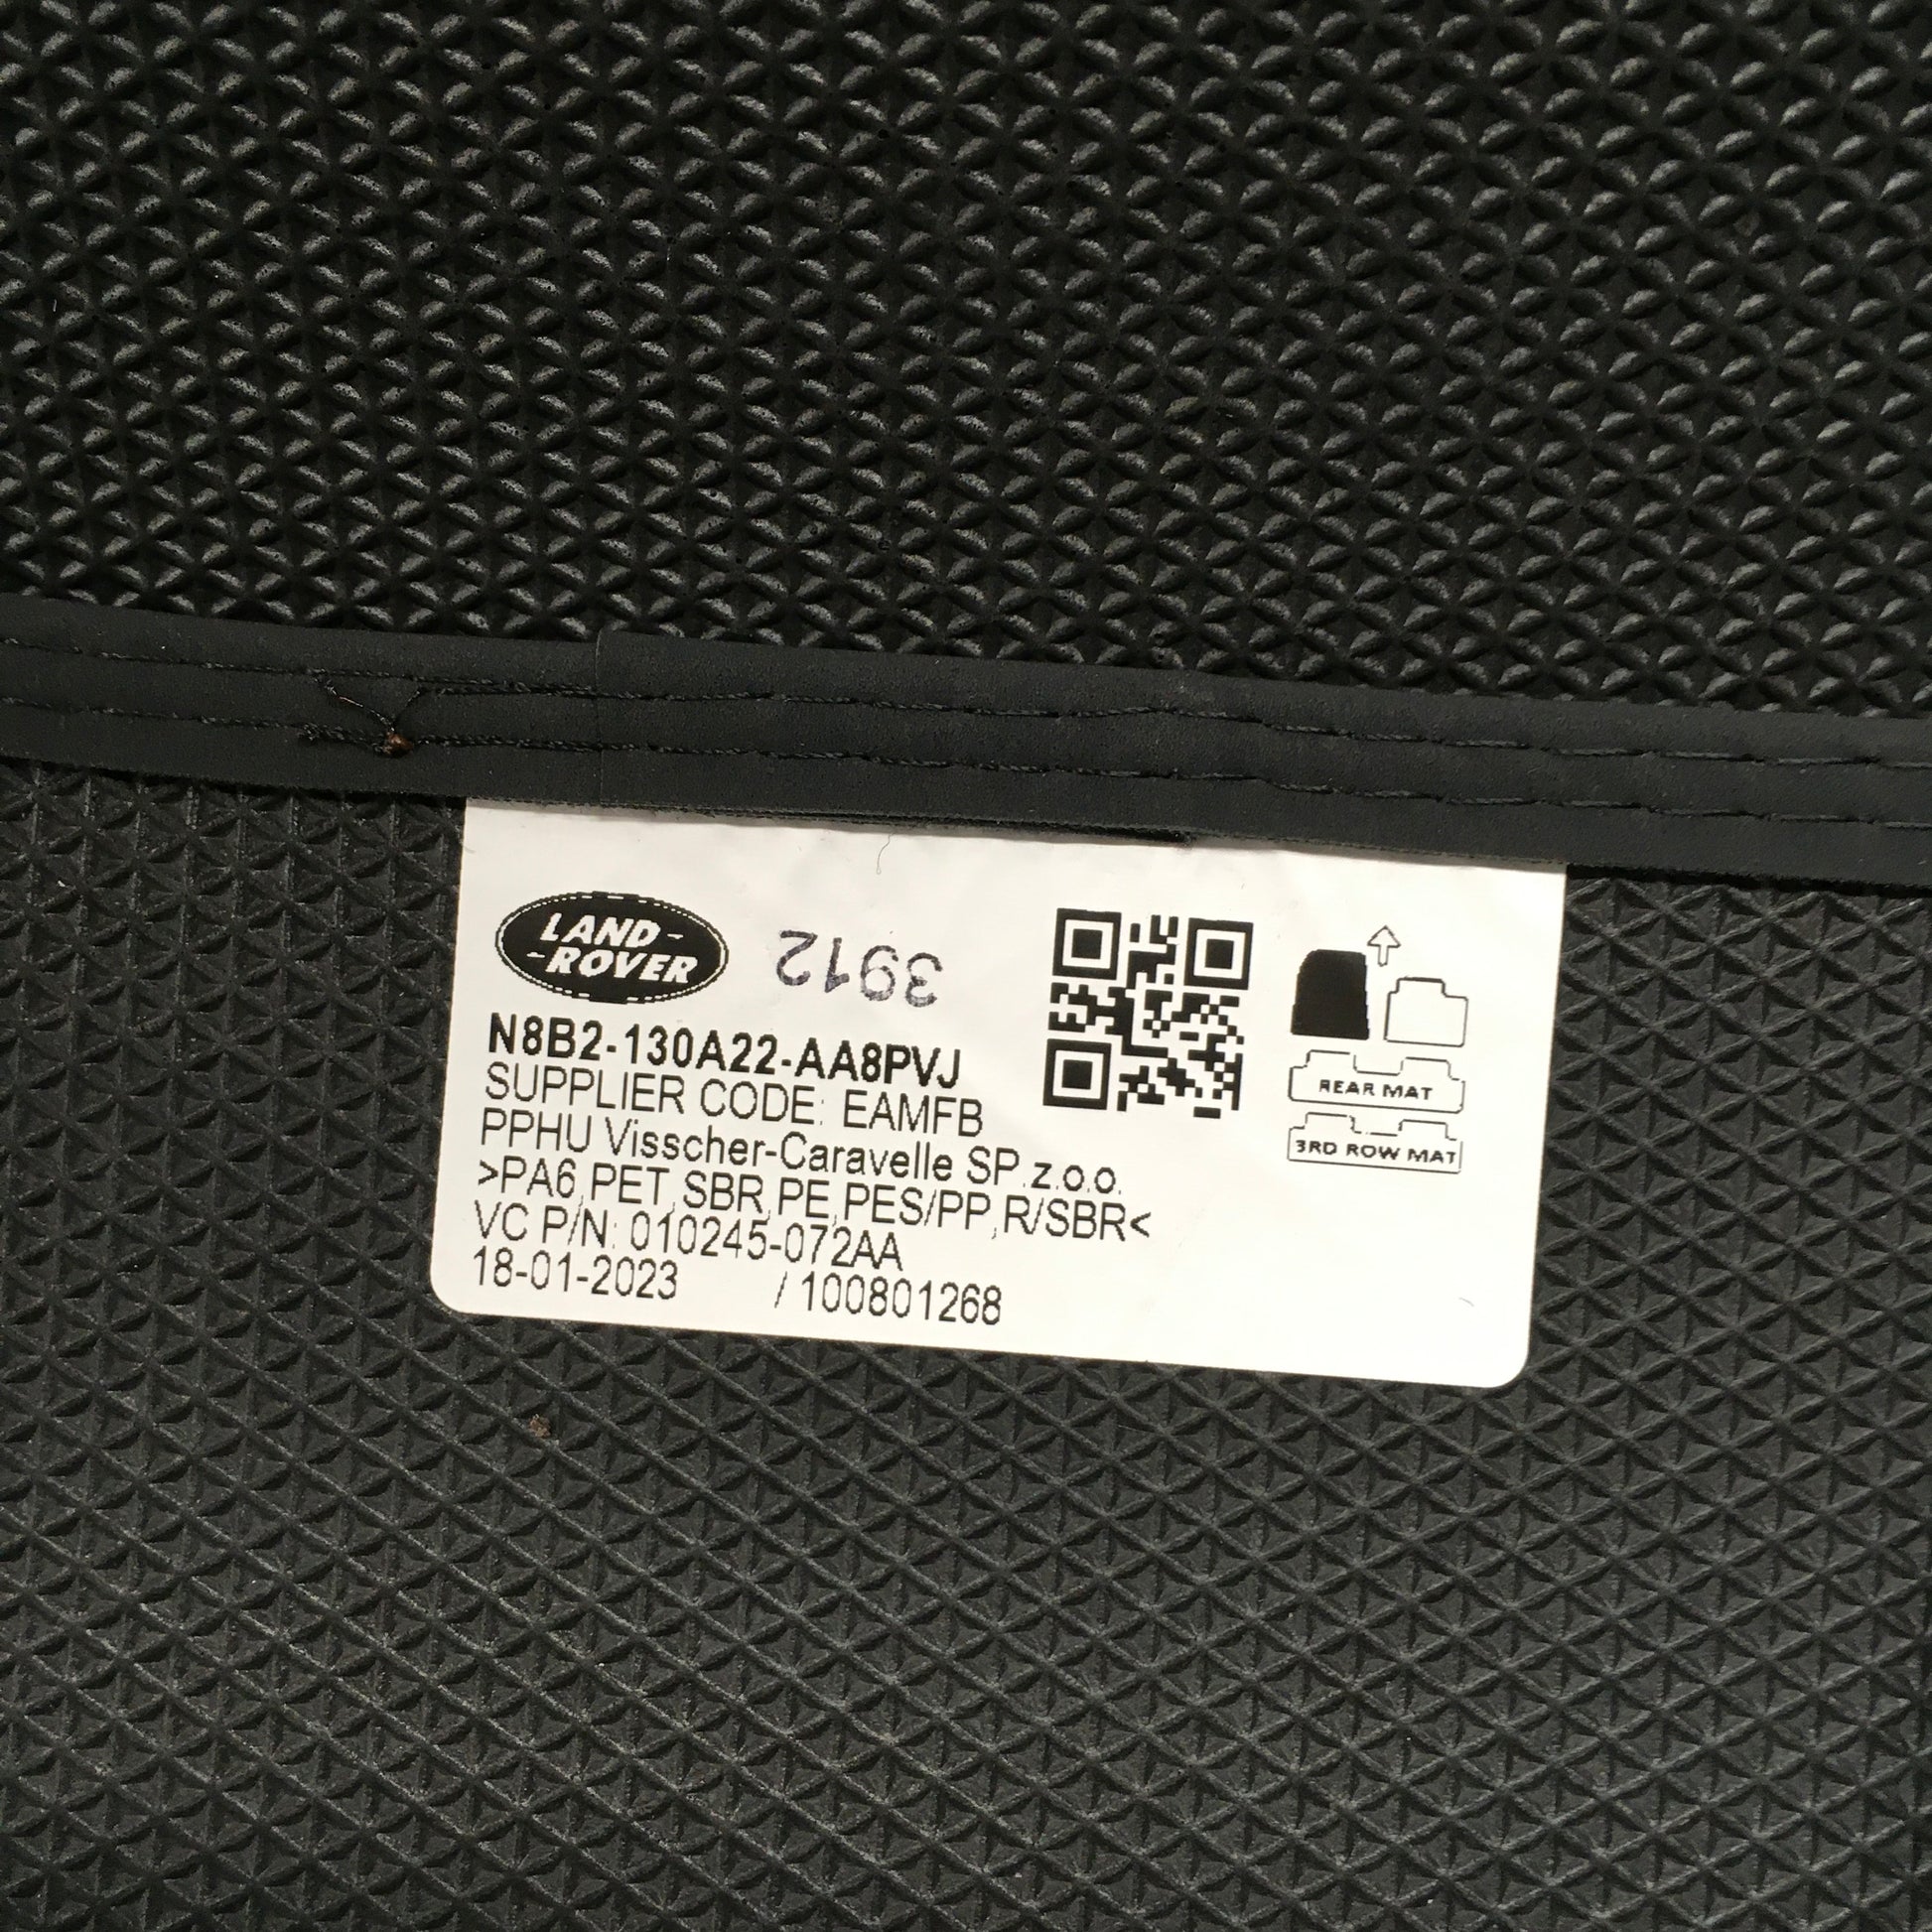 LAND-
-ROVER
3912
N8B2-130A22-AA8PVJ
SUPPLIER CODE: EAMFB
PPHU Visscher-Caravelle SP.z.o.o.
>PA6,PET,SBR,PE,PES/PP,R/SBR<
VC P/N: 010245-072AA
18-01-2023 / 100801268
REAR MAT
3RD ROW MAT